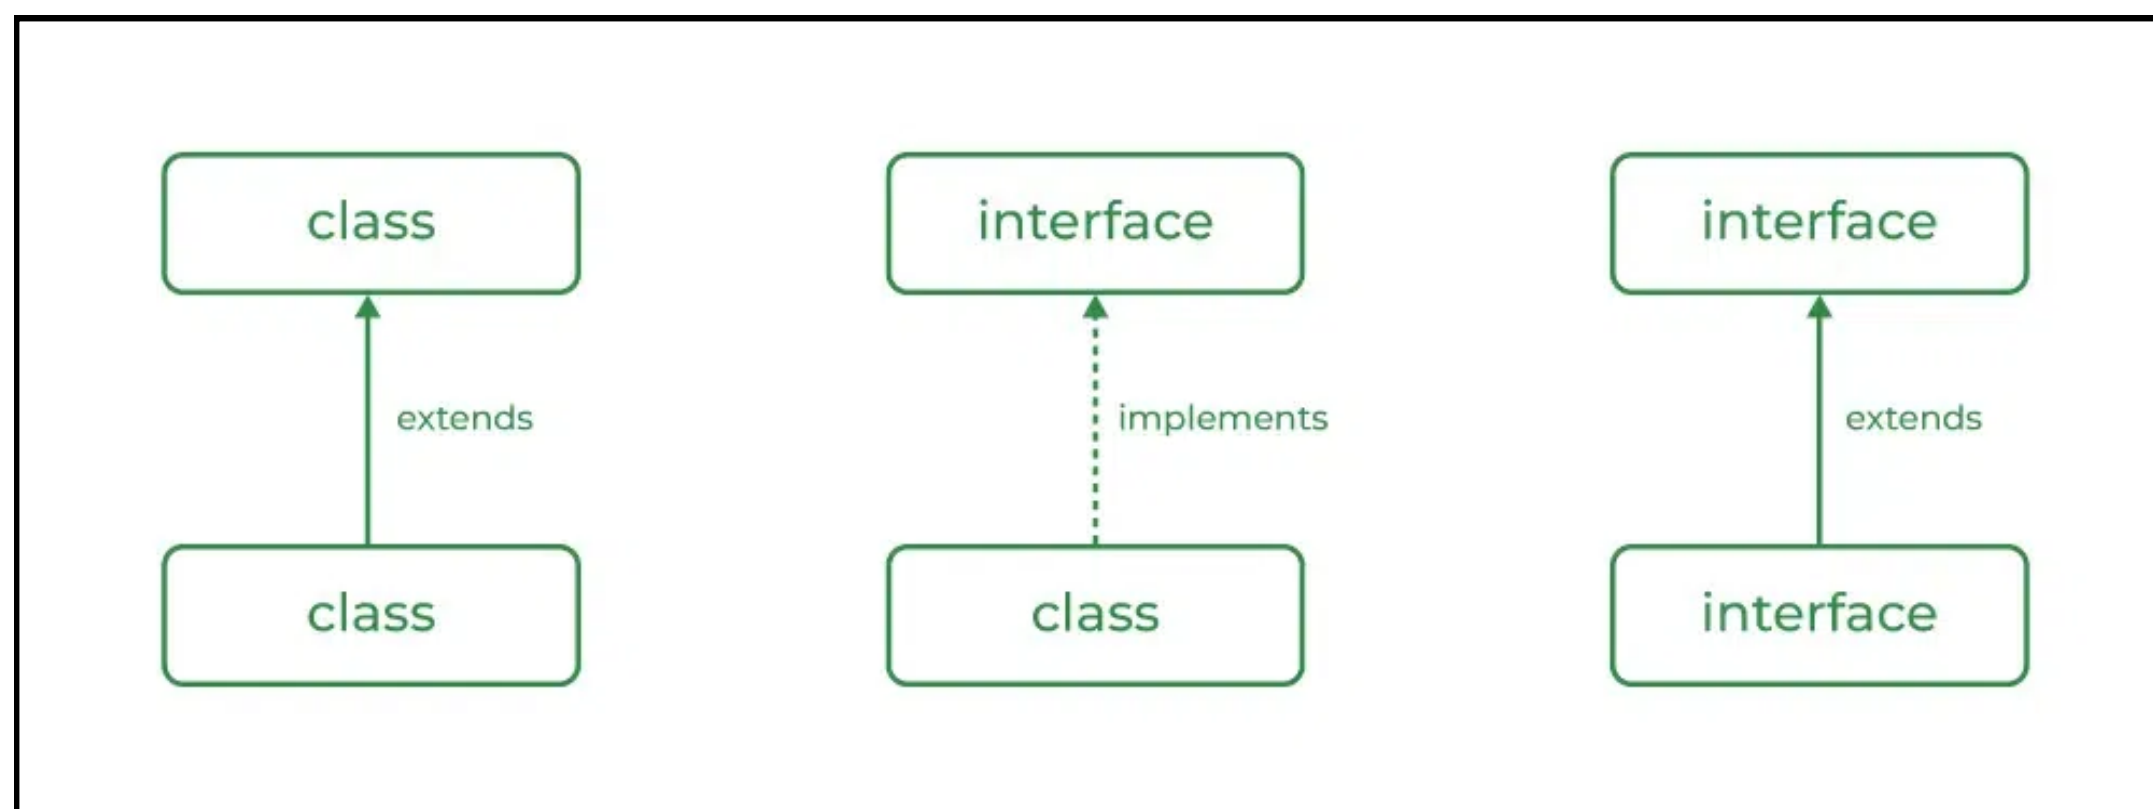 class
interface
interface
extends
implements
extends
class
class
interface